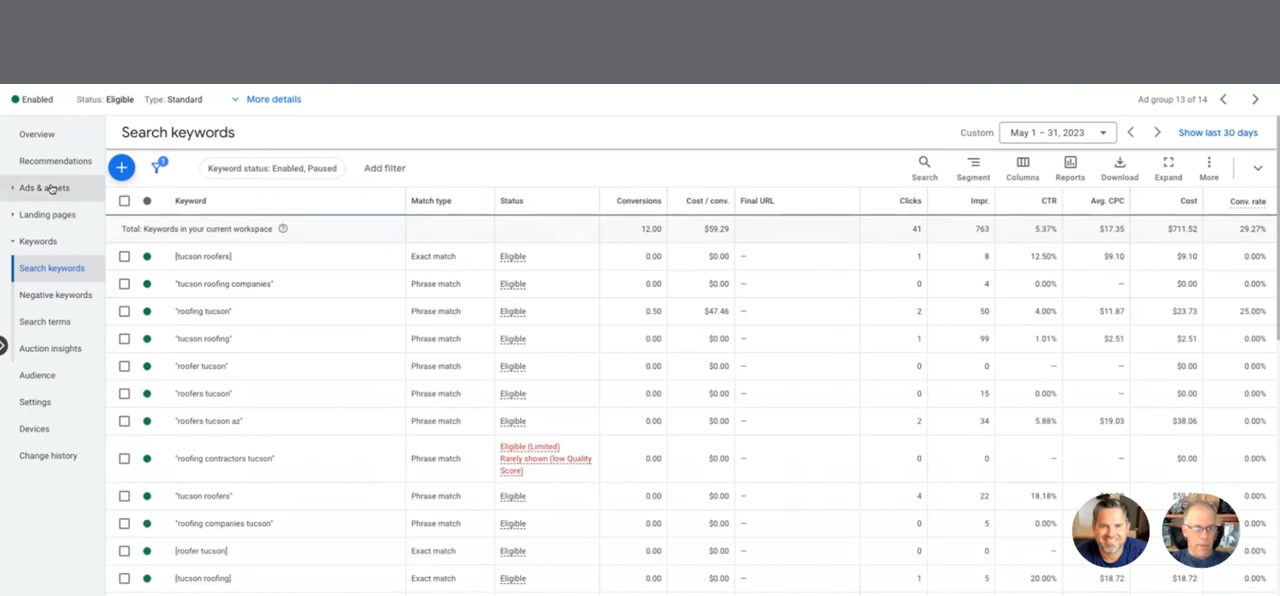 Enabled Status: Eligible Type: Standard More details Ad group 13 of 14
Overview
Recommendations
Ads & assets
Landing pages
Keywords
Search keywords
Negative keywords
Search terms
Auction insights
Audience
Settings
Devices
Change history
Search keywords Custom May 1 – 31, 2023 Show last 30 days
1 Keyword status: Enabled, Paused Add filter Search Segment Columns Reports Download Expand More
Keyword Match type Status Conversions Cost / conv. Final URL Clicks Impr. CTR Avg. CPC Cost Conv. rate
Total: Keywords in your current workspace 12.00 $59.29 41 763 5.37% $17.35 $711.52 29.27%
[tucson roofers] Exact match Eligible 0.00 $0.00 – 1 8 12.50% $9.10 $9.10 0.00%
"tucson roofing companies" Phrase match Eligible 0.00 $0.00 – 0 4 0.00% – $0.00 0.00%
"roofing tucson" Phrase match Eligible 0.50 $47.46 – 2 50 4.00% $11.87 $23.73 25.00%
"tucson roofing" Phrase match Eligible 0.00 $0.00 – 1 99 1.01% $2.51 $2.51 0.00%
"roofer tucson" Phrase match Eligible 0.00 $0.00 – 0 0 – – $0.00 0.00%
"roofers tucson" Phrase match Eligible 0.00 $0.00 – 0 15 0.00% – $0.00 0.00%
"roofers tucson az" Phrase match Eligible 0.00 $0.00 – 2 34 5.88% $19.03 $38.06 0.00%
"roofing contractors tucson" Phrase match Eligible (Limited) Rarely shown (low Quality Score) 0.00 $0.00 – 0 0 – – $0.00 0.00%
"tucson roofers" Phrase match Eligible 0.00 $0.00 – 4 22 18.18% 0.00%
"roofing companies tucson" Phrase match Eligible 0.00 $0.00 – 0 5 0.00% 0.00%
[roofer tucson] Exact match Eligible 0.00 $0.00 – 0 0 – 0.00%
[tucson roofing] Exact match Eligible 0.00 $0.00 – 1 5 20.00% $18.72 $18.72 0.00%